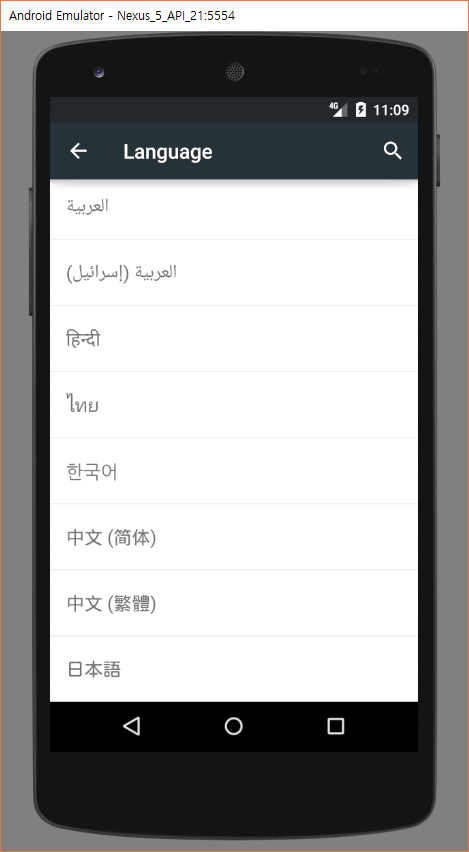 Android Emulator - Nexus_5_API_21:5554
4G 11:09
Language
العربية
العربية (إسرائيل)
हिन्दी
ไทย
한국어
中文 (简体)
中文 (繁體)
日本語